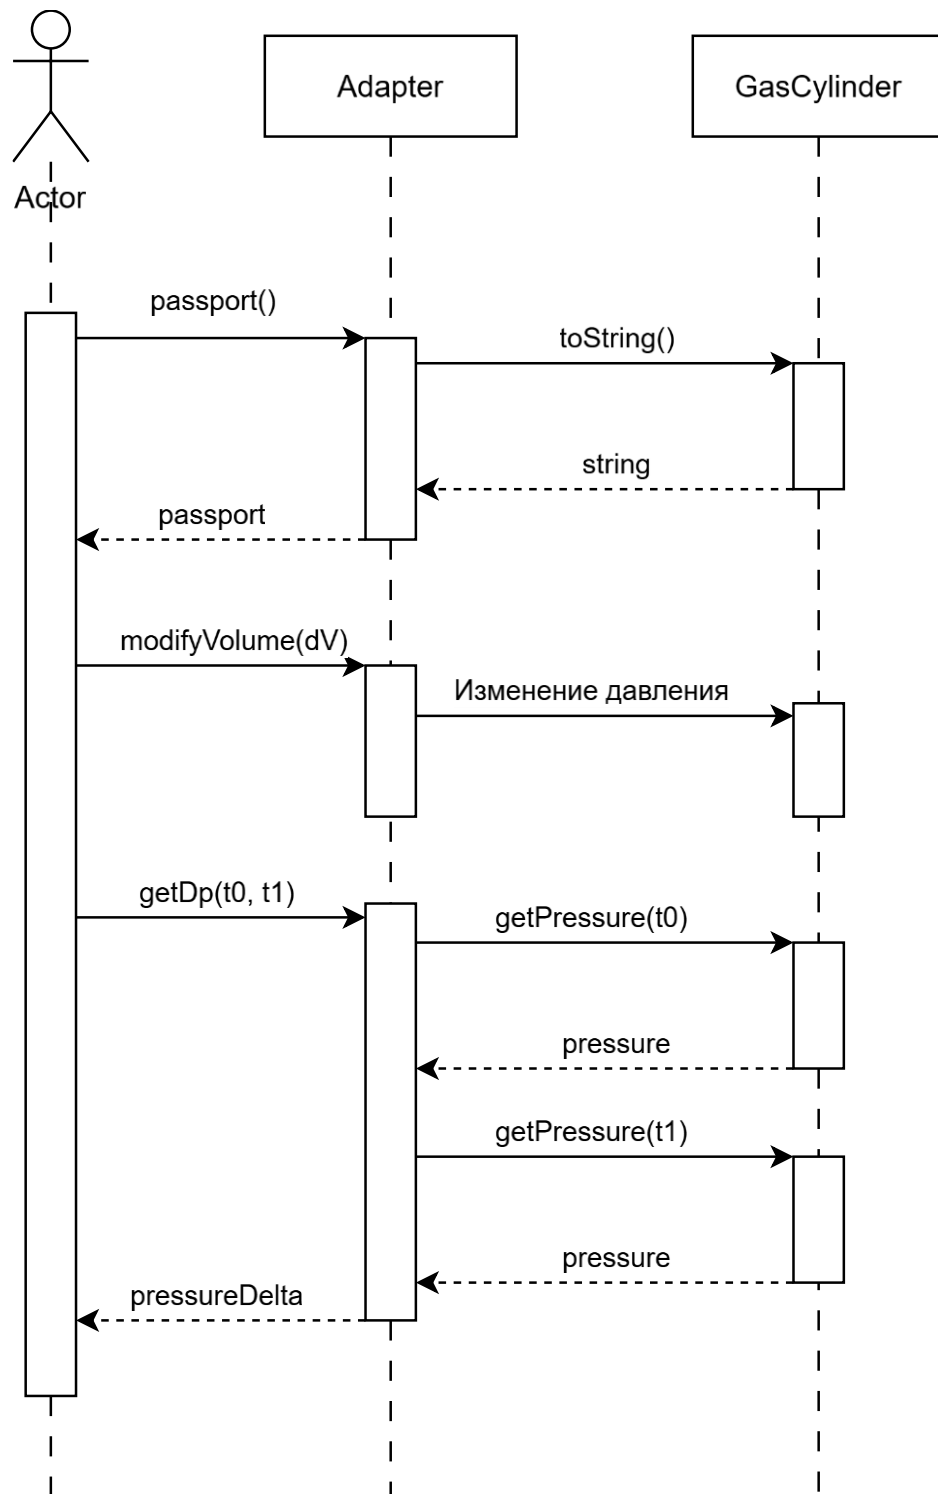 Adapter
GasCylinder
Actor
passport()
toString()
string
passport
modifyVolume(dV)
Изменение давления
getDp(t0, t1)
getPressure(t0)
pressure
getPressure(t1)
pressure
pressureDelta